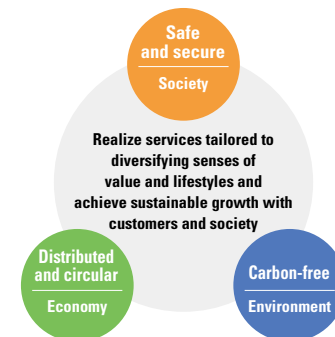 Safe
and secure
Society
Realize services tailored to
diversifying senses of
value and lifestyles and
achieve sustainable growth with
customers and society
Distributed
and circular
Economy
Carbon-free
Environment